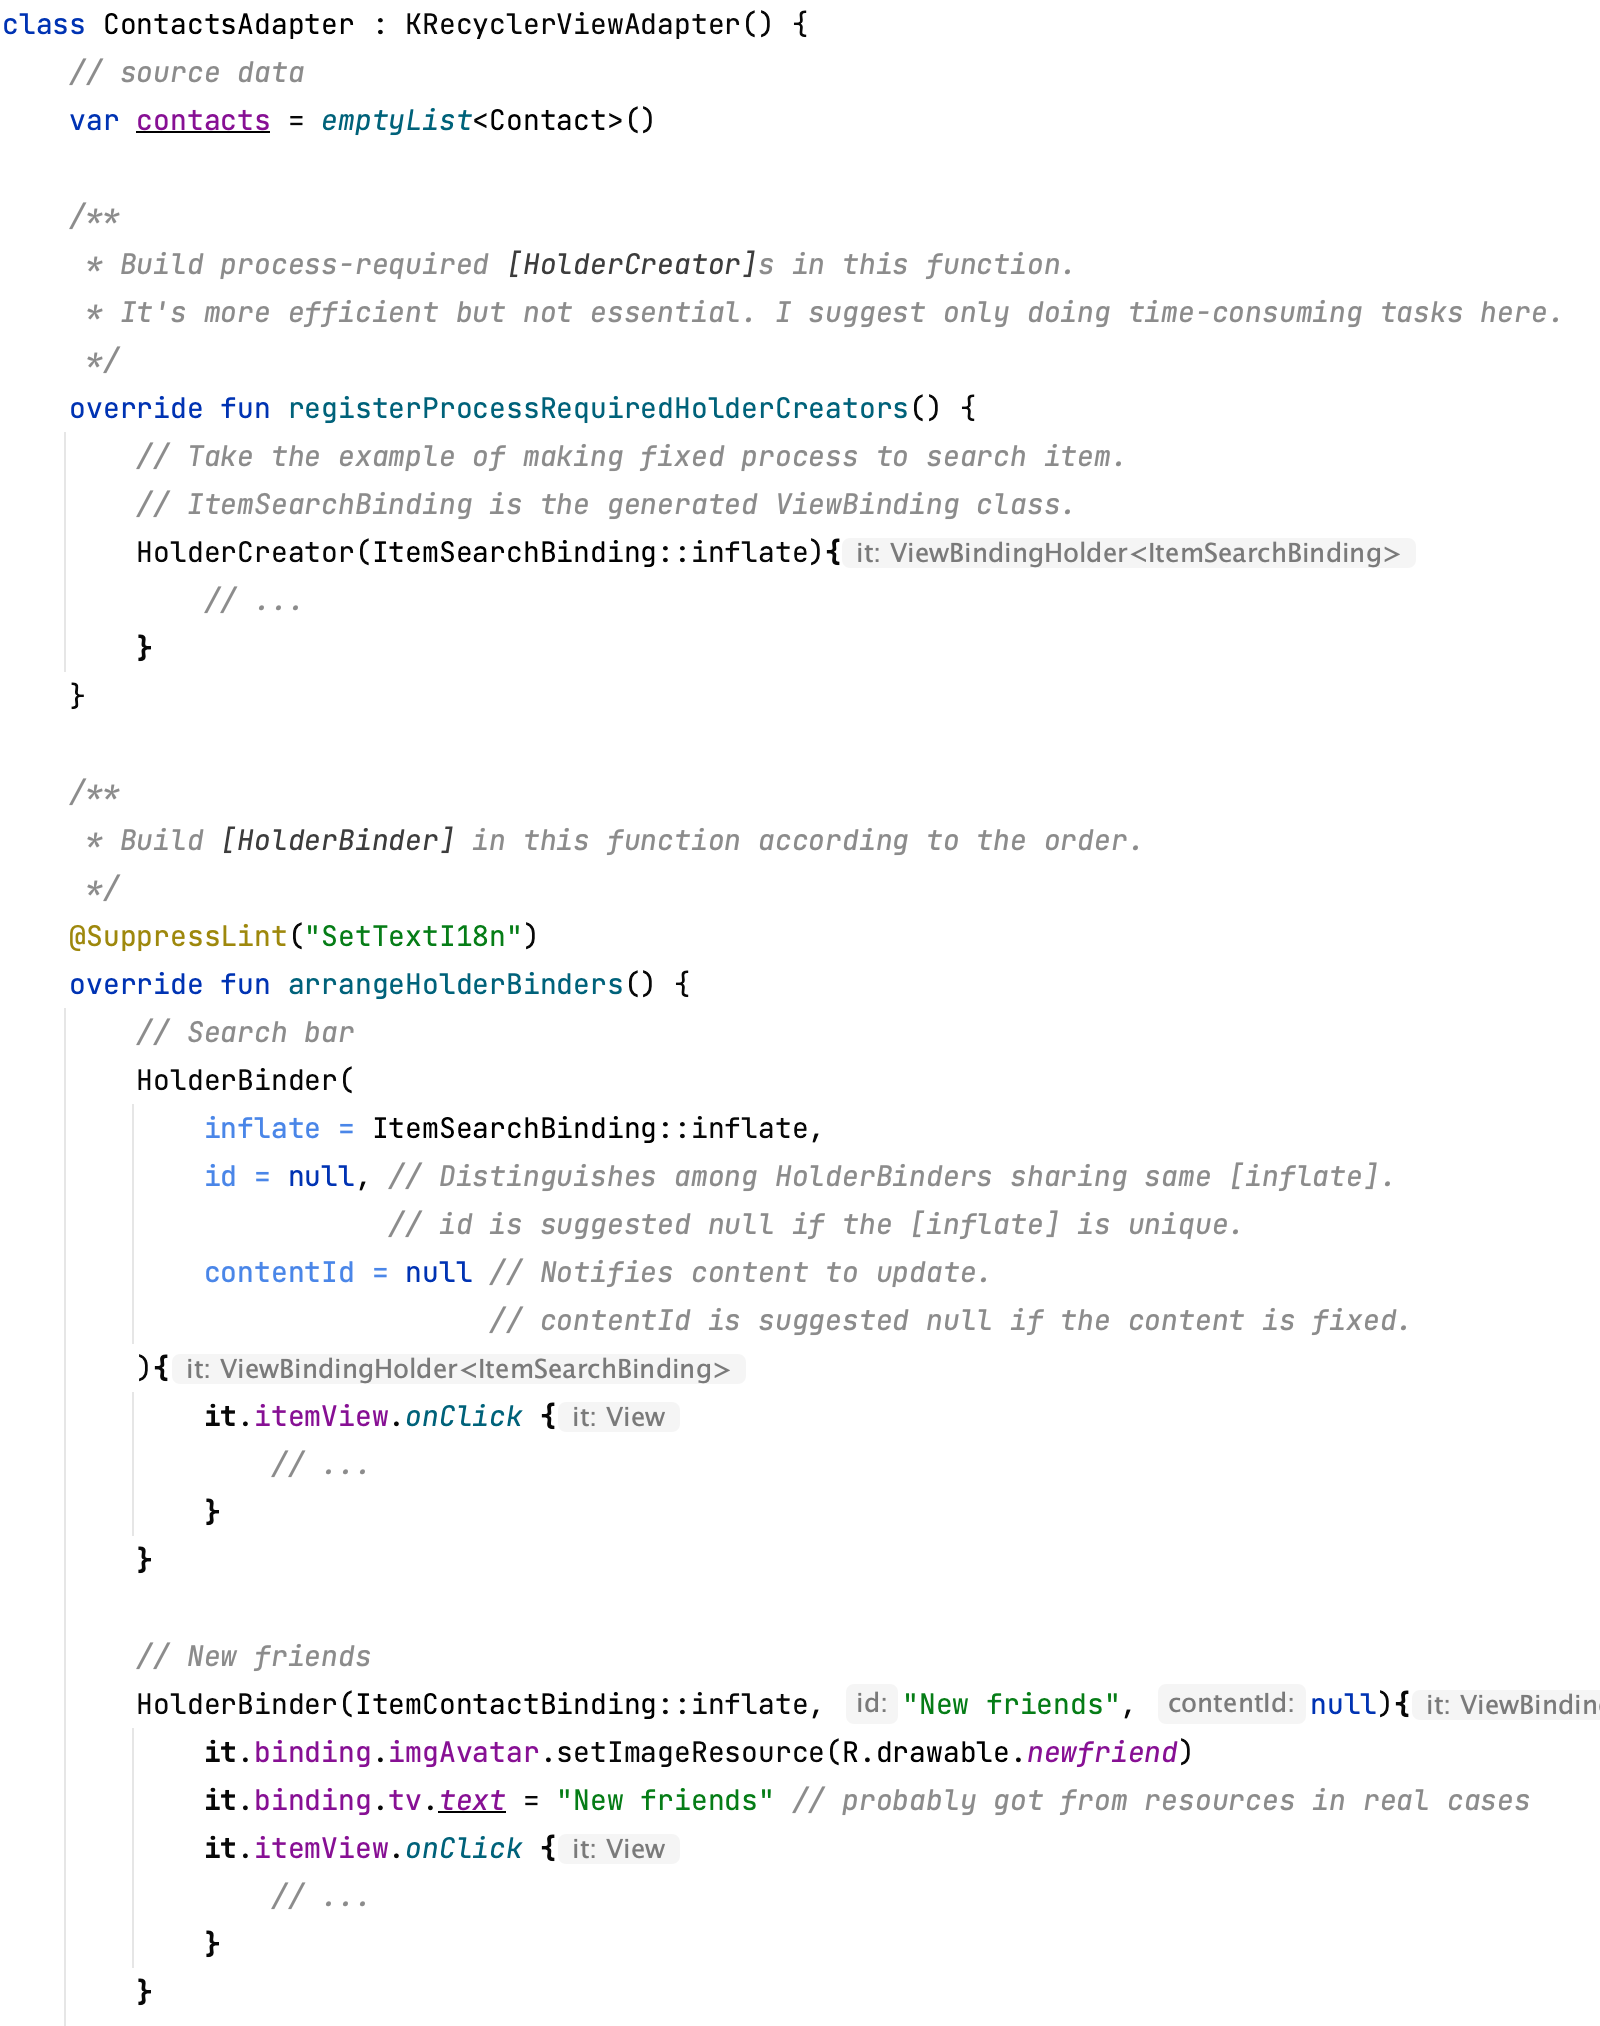 class ContactsAdapter : KRecyclerViewAdapter() {
// source data
var contacts = emptyList<Contact>()
/**
* Build process-required [HolderCreator]s in this function.
* It's more efficient but not essential. I suggest only doing time-consuming tasks here.
*/
override fun registerProcessRequiredHolderCreators() {
// Take the example of making fixed process to search item.
// ItemSearchBinding is the generated ViewBinding class.
HolderCreator(ItemSearchBinding::inflate){ it: ViewBindingHolder<ItemSearchBinding>
// ...
}
}
/**
* Build [HolderBinder] in this function according to the order.
*/
@SuppressLint("SetTextI18n")
override fun arrangeHolderBinders() {
// Search bar
HolderBinder(
inflate = ItemSearchBinding::inflate,
id = null, // Distinguishes among HolderBinders sharing same [inflate].
// id is suggested null if the [inflate] is unique.
contentId = null // Notifies content to update.
// contentId is suggested null if the content is fixed.
){ it: ViewBindingHolder<ItemSearchBinding>
it.itemView.onClick { it: View
// ...
}
}
// New friends
HolderBinder(ItemContactBinding::inflate, id: "New friends", contentId: null){ it: ViewBinding
it.binding.imgAvatar.setImageResource(R.drawable.newfriend)
it.binding.tv.text = "New friends" // probably got from resources in real cases
it.itemView.onClick { it: View
// ...
}
}